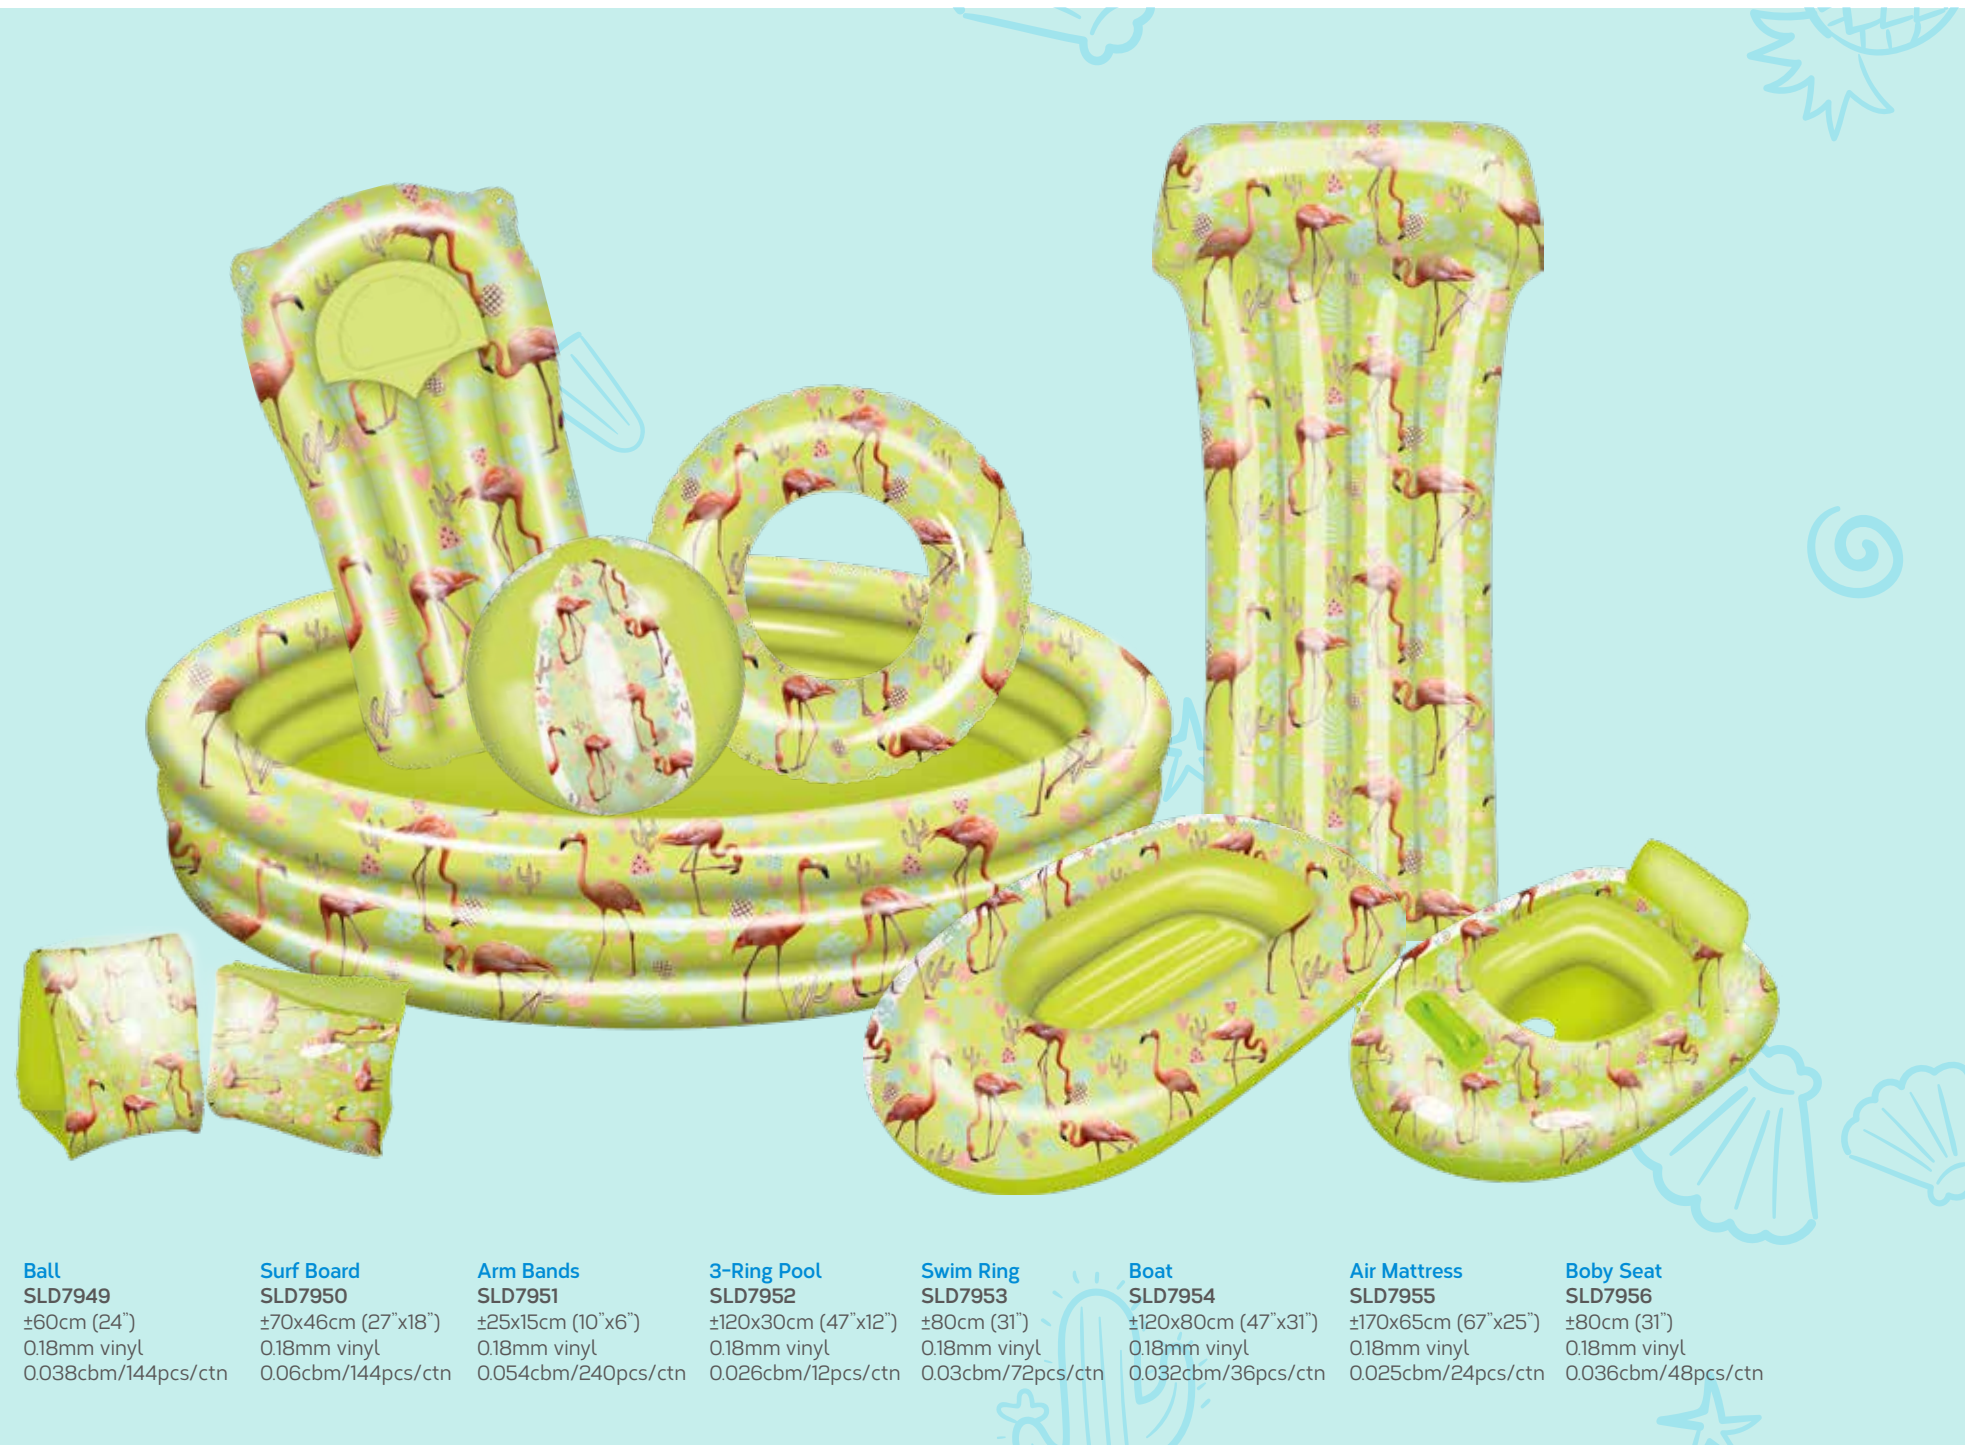 Ball
SLD7949
±60cm (24")
0.18mm vinyl
0.038cbm/144pcs/ctn
Surf Board
SLD7950
±70x46cm (27"x18")
0.18mm vinyl
0.06cbm/144pcs/ctn
Arm Bands
SLD7951
±25x15cm (10"x6")
0.18mm vinyl
0.054cbm/240pcs/ctn
3-Ring Pool
SLD7952
±120x30cm (47"x12")
0.18mm vinyl
0.026cbm/12pcs/ctn
Swim Ring
SLD7953
±80cm (31")
0.18mm vinyl
0.03cbm/72pcs/ctn
Boat
SLD7954
±120x80cm (47"x31")
0.18mm vinyl
0.032cbm/36pcs/ctn
Air Mattress
SLD7955
±170x65cm (67"x25")
0.18mm vinyl
0.025cbm/24pcs/ctn
Boby Seat
SLD7956
±80cm (31")
0.18mm vinyl
0.036cbm/48pcs/ctn